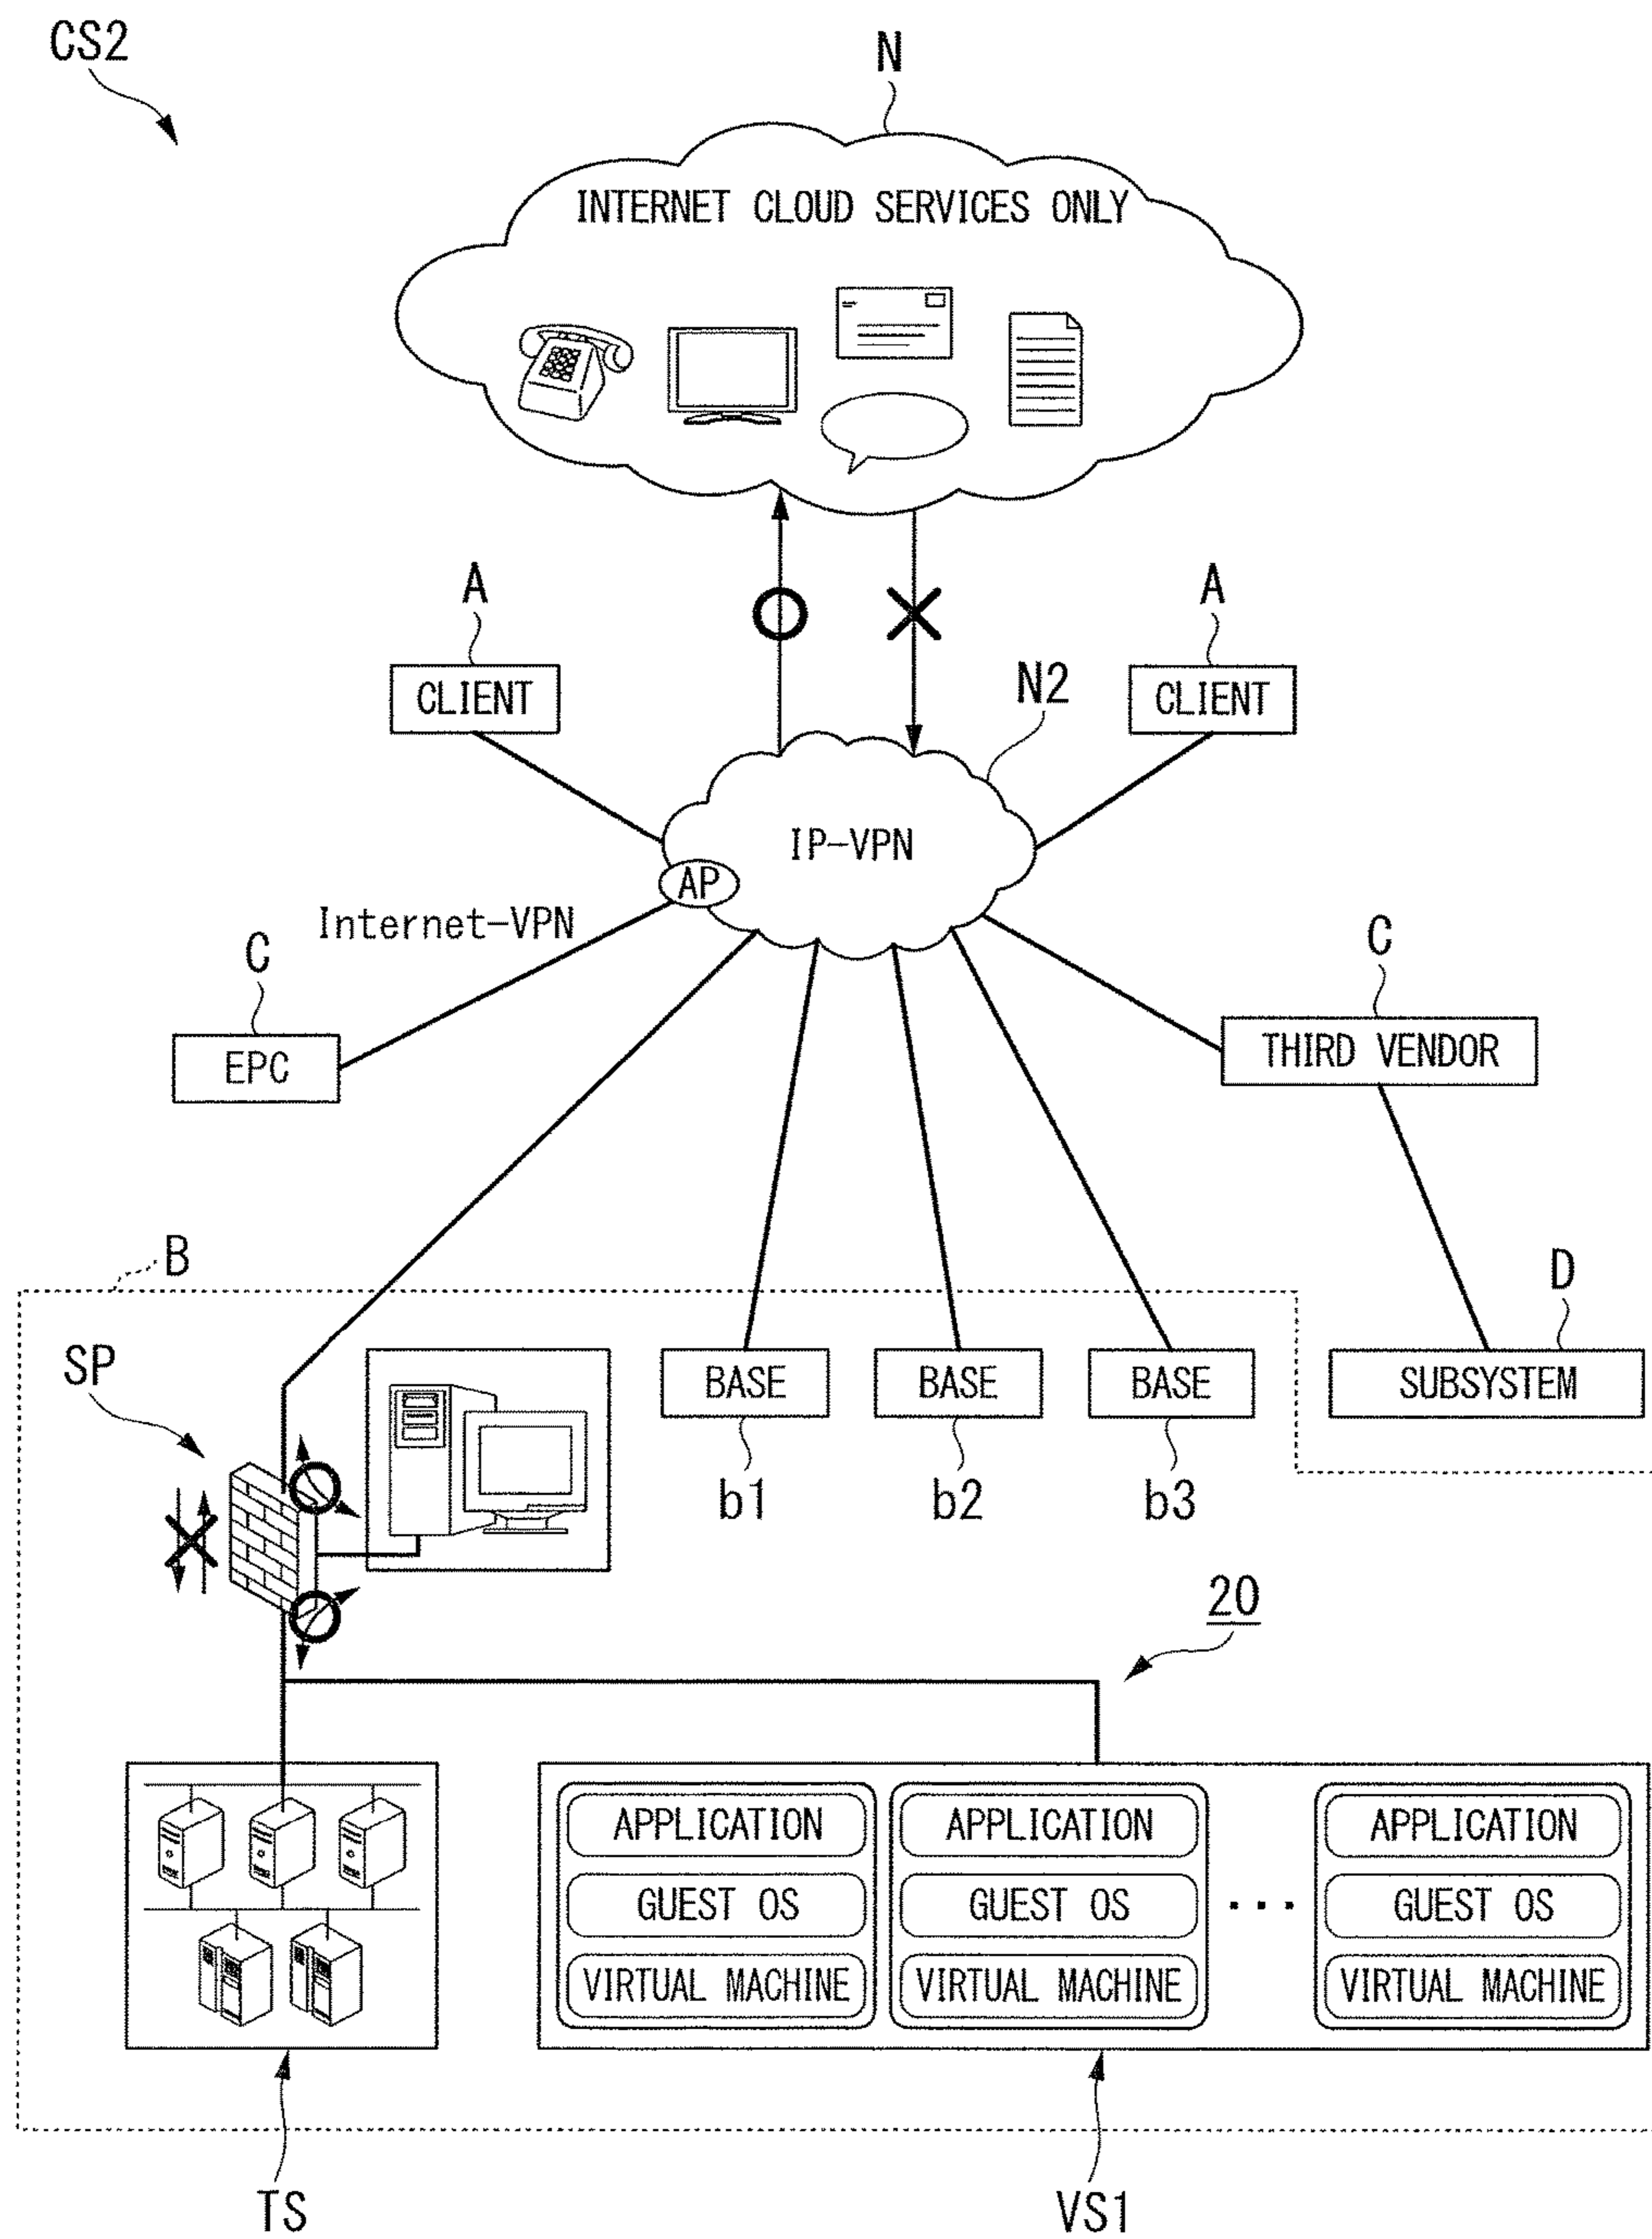 CS2
N
INTERNET CLOUD SERVICES ONLY
A
A
CLIENT
N2
CLIENT
IP-VPN
AP
Internet-VPN
C
C
EPC
THIRD VENDOR
B
D
SP
BASE
BASE
BASE
SUBSYSTEM
b1
b2
b3
20
APPLICATION
APPLICATION
APPLICATION
GUEST OS
GUEST OS
...
GUEST OS
VIRTUAL MACHINE
VIRTUAL MACHINE
VIRTUAL MACHINE
TS
VS1